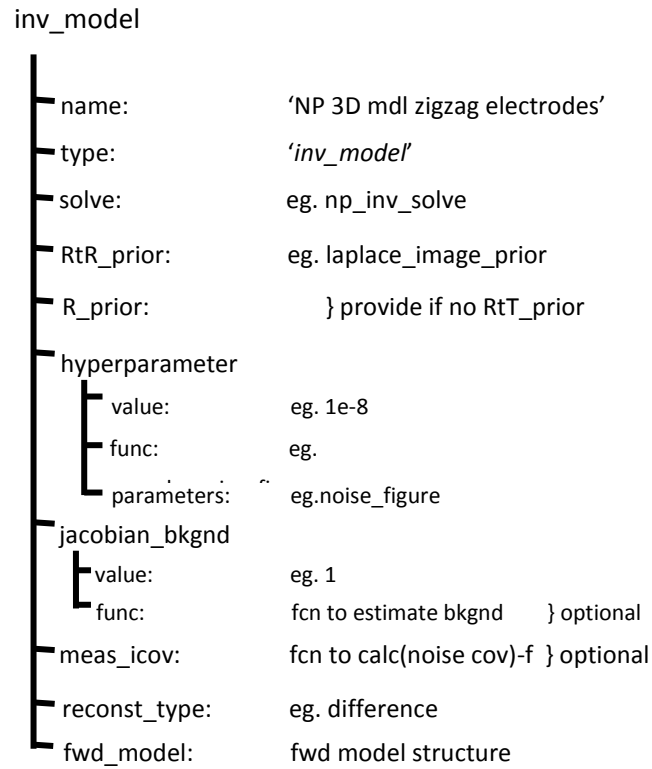 inv_model
name: ‘NP 3D mdl zigzag electrodes’
type: ‘inv_model’
solve: eg. np_inv_solve
RtR_prior: eg. laplace_image_prior
R_prior: } provide if no RtT_prior
hyperparameter
value: eg. 1e-8
func: eg.
parameters: eg.noise_figure
jacobian_bkgnd
value: eg. 1
func: fcn to estimate bkgnd } optional
meas_icov: fcn to calc(noise cov)-f } optional
reconst_type: eg. difference
fwd_model: fwd model structure